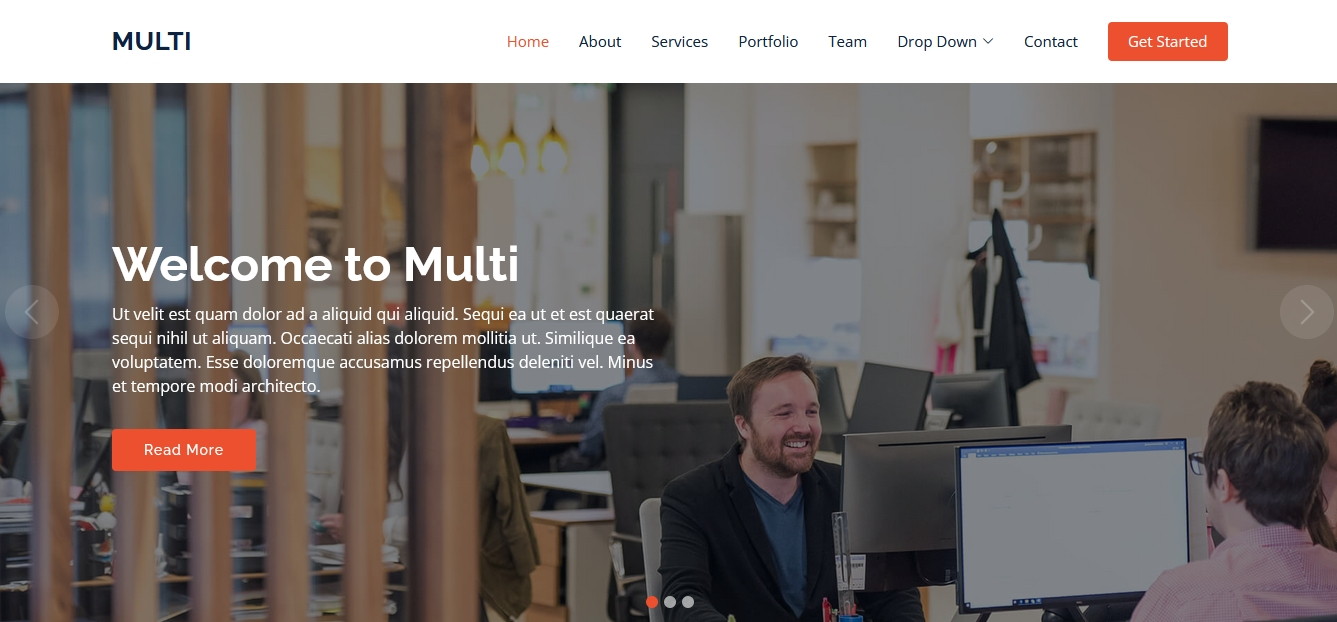 MULTI
Home About Services Portfolio Team Drop Down Contact Get Started
Welcome to Multi
Ut velit est quam dolor ad a aliquid qui aliquid. Sequi ea ut et est quaerat
sequi nihil ut aliquam. Occaecati alias dolorem mollitia ut. Similique ea
voluptatem. Esse doloremque accusamus repellendus deleniti vel. Minus
et tempore modi architecto.
Read More